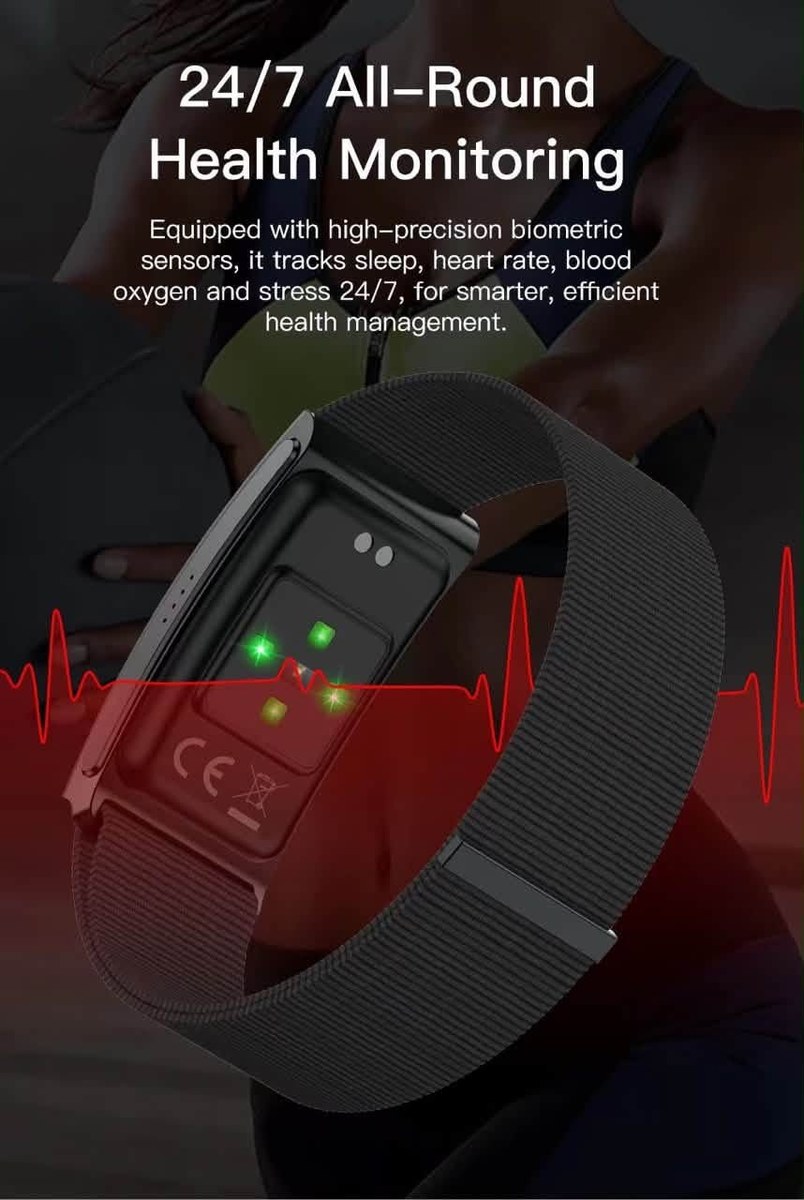 24/7 All–Round
Health Monitoring
Equipped with high–precision biometric
sensors, it tracks sleep, heart rate, blood
oxygen and stress 24/7, for smarter, efficient
health management.
CE